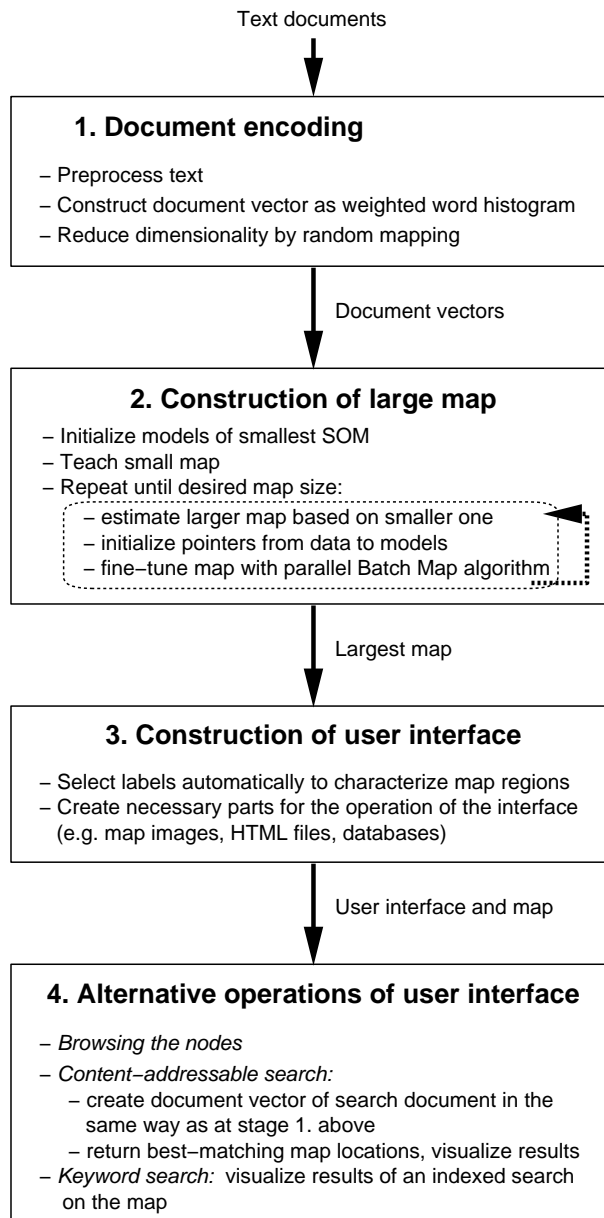 Text documents
1. Document encoding
− Preprocess text
− Construct document vector as weighted word histogram
− Reduce dimensionality by random mapping
Document vectors
2. Construction of large map
− Initialize models of smallest SOM
− Teach small map
− Repeat until desired map size:
− estimate larger map based on smaller one
− initialize pointers from data to models
− fine−tune map with parallel Batch Map algorithm
Largest map
3. Construction of user interface
− Select labels automatically to characterize map regions
− Create necessary parts for the operation of the interface
(e.g. map images, HTML files, databases)
User interface and map
4. Alternative operations of user interface
− Browsing the nodes
− Content−addressable search:
− create document vector of search document in the
same way as at stage 1. above
− return best−matching map locations, visualize results
− Keyword search: visualize results of an indexed search
on the map